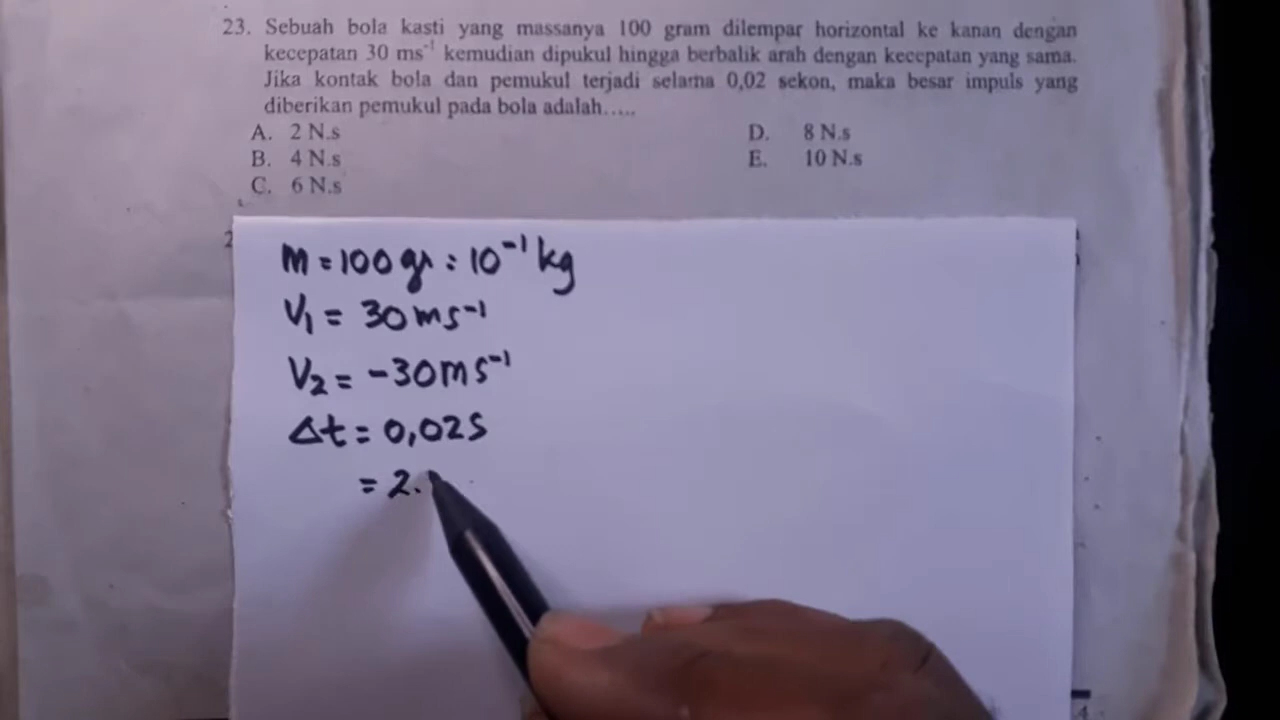 23. Sebuah bola kasti yang massanya 100 gram dilempar horizontal ke kanan dengan
kecepatan 30 ms⁻¹ kemudian dipukul hingga berbalik arah dengan kecepatan yang sama.
Jika kontak bola dan pemukul terjadi selama 0,02 sekon, maka besar impuls yang
diberikan pemukul pada bola adalah.....
A. 2 N.s
B. 4 N.s
C. 6 N.s
D. 8 N.s
E. 10 N.s
m = 100 gr = 10⁻¹ kg
V₁ = 30 ms⁻¹
V₂ = -30 ms⁻¹
Δt = 0,02 s
= 2.